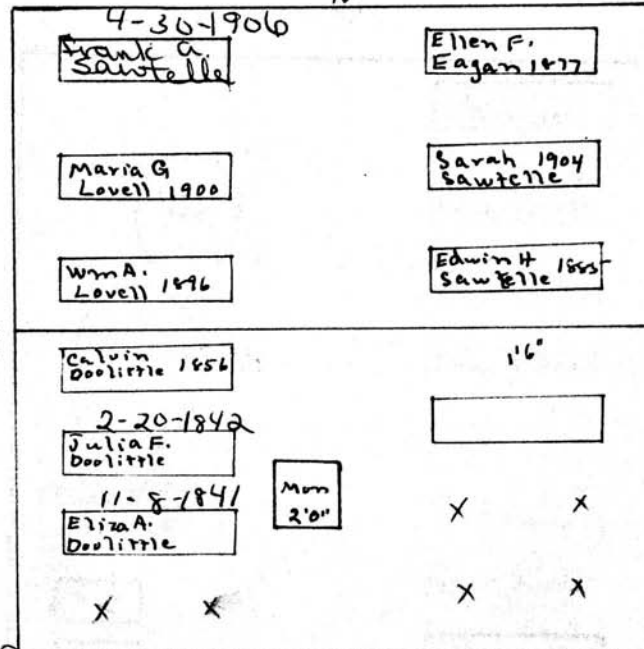 4-30-1906
Frank A.
Sawtelle
Ellen F.
Eagan 1877
Maria G
Lovell 1900
Sarah 1904
Sawtelle
Wm A.
Lovell 1896
Edwin H 1885
Sawtelle
Calvin
Doolittle 1856
1'6"
2-20-1842
Julia F.
Doolittle
11-8-1841
Eliza A.
Doolittle
Mon
2'0"
X X
X X
X X